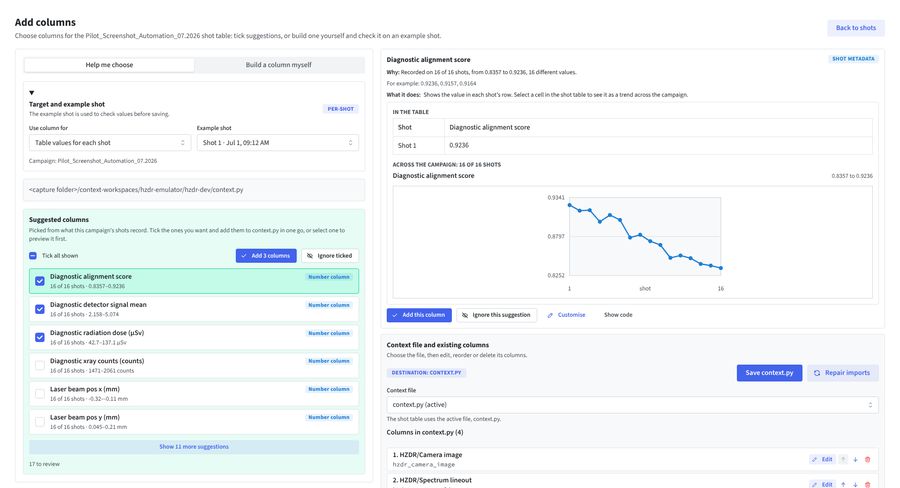 Add columns
Choose columns for the Pilot_Screenshot_Automation_07.2026 shot table: tick suggestions, or build one yourself and check it on an example shot.
Back to shots
Help me choose
Build a column myself
Target and example shot
The example shot is used to check values before saving.
PER-SHOT
Use column for
Example shot
Table values for each shot
Shot 1 · Jul 1, 09:12 AM
Campaign: Pilot_Screenshot_Automation_07.2026
<capture folder>/context-workspaces/hzdr-emulator/hzdr-dev/context.py
Suggested columns
Picked from what this campaign's shots record. Tick the ones you want and add them to context.py in one go, or select one to
preview it first.
Tick all shown
Add 3 columns
Ignore ticked
Diagnostic alignment score
Number column
16 of 16 shots · 0.8357–0.9236
Diagnostic detector signal mean
Number column
16 of 16 shots · 2.158–5.074
Diagnostic radiation dose (μSv)
Number column
16 of 16 shots · 42.7–137.1 μSv
Diagnostic xray counts (counts)
Number column
16 of 16 shots · 1471–2061 counts
Laser beam pos x (mm)
Number column
16 of 16 shots · -0.32–-0.11 mm
Laser beam pos y (mm)
Number column
16 of 16 shots · 0.045–0.21 mm
Show 11 more suggestions
17 to review
Diagnostic alignment score
SHOT METADATA
Why: Recorded on 16 of 16 shots, from 0.8357 to 0.9236, 16 different values.
For example: 0.9236, 0.9157, 0.9164
What it does: Shows the value in each shot's row. Select a cell in the shot table to see it as a trend across the campaign.
IN THE TABLE
Shot
Diagnostic alignment score
Shot 1
0.9236
ACROSS THE CAMPAIGN: 16 OF 16 SHOTS
Diagnostic alignment score
0.8357 to 0.9236
0.9341
0.8797
0.8252
1
shot
16
Add this column
Ignore this suggestion
Customise
Show code
Context file and existing columns
Choose the file, then edit, reorder or delete its columns.
DESTINATION: CONTEXT.PY
Save context.py
Repair imports
Context file
context.py (active)
The shot table uses the active file, context.py.
Columns in context.py (4)
1. HZDR/Camera image
hzdr_camera_image
Edit
2. HZDR/Spectrum lineout
Edit